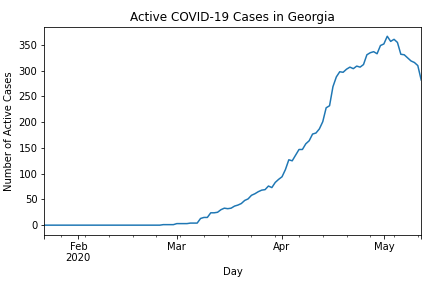 Active COVID-19 Cases in Georgia
Number of Active Cases
350
300
250
200
150
100
50
0
Feb
2020
Mar
Apr
May
Day